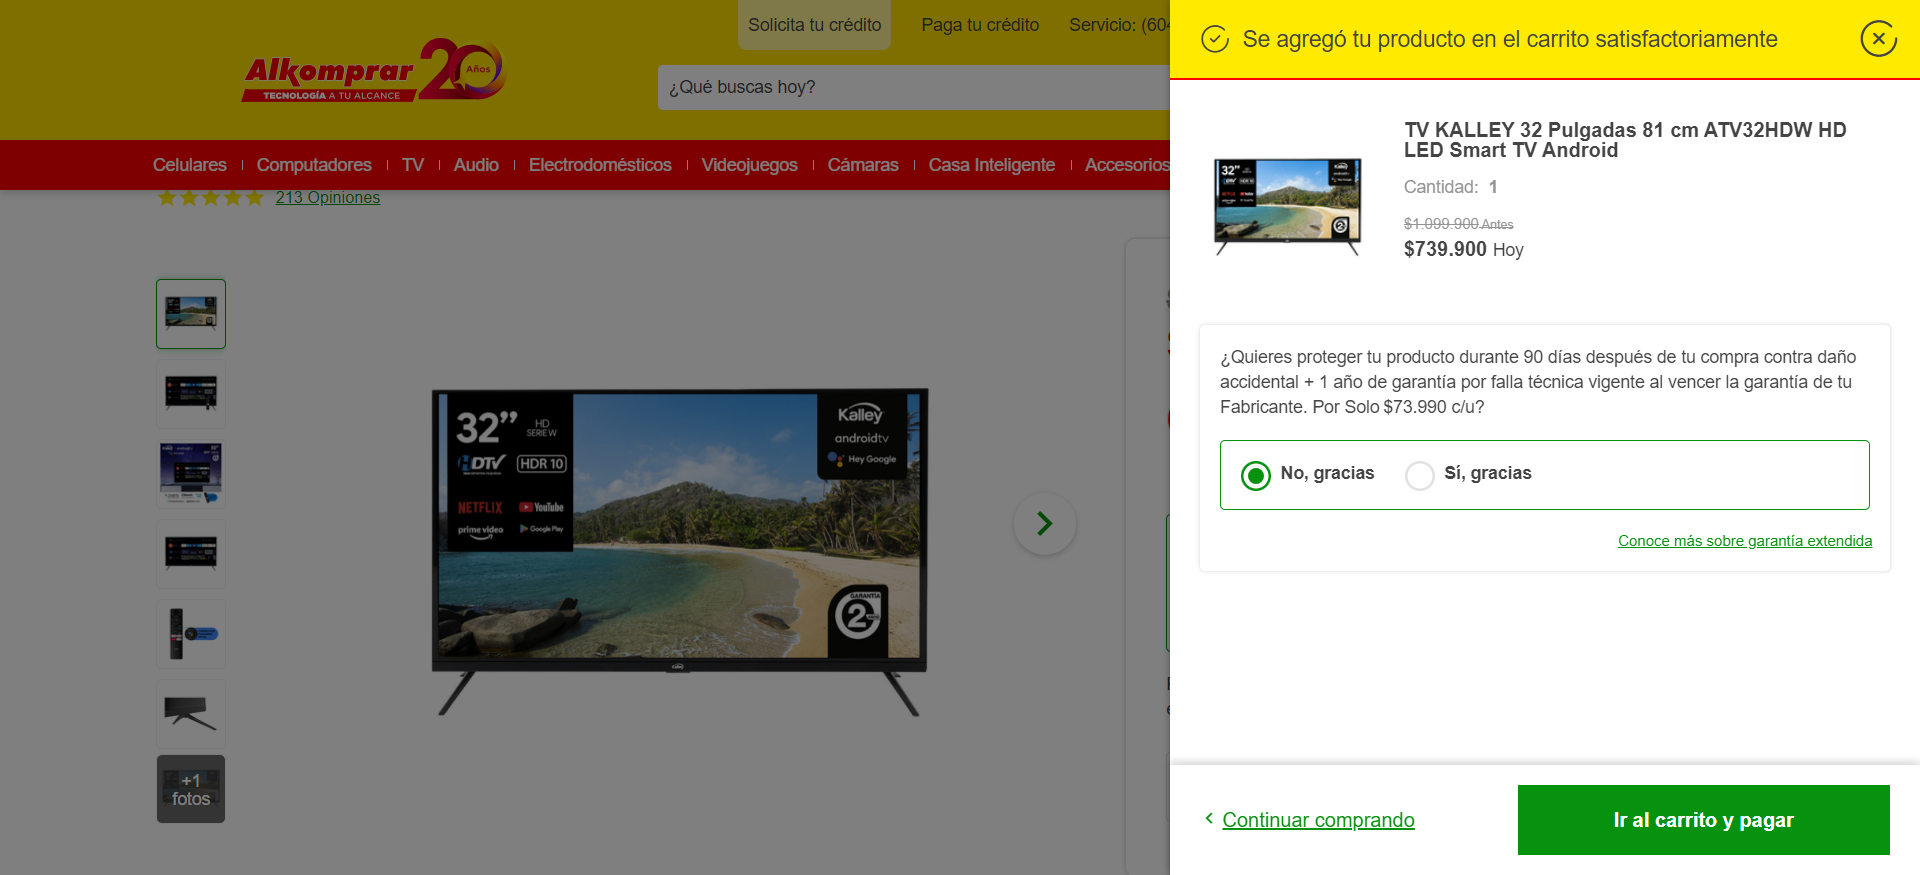 Solicita tu crédito
Paga tu crédito
Servicio: (604
Alkomprar
TECNOLOGÍA A TU ALCANCE
20
Años
¿Qué buscas hoy?
Celulares
Computadores
TV
Audio
Electrodomésticos
Videojuegos
Cámaras
Casa Inteligente
Accesorios
213 Opiniones
+1
fotos
32”
HD
SERIE W
HDTV
HDR 10
NETFLIX
YouTube
prime video
Google Play
Kalley
androidtv
Hey Google
GARANTÍA
2
Kalley
Se agregó tu producto en el carrito satisfactoriamente
TV KALLEY 32 Pulgadas 81 cm ATV32HDW HD
LED Smart TV Android
Cantidad: 1
$1.099.900 Antes
$739.900 Hoy
¿Quieres proteger tu producto durante 90 días después de tu compra contra daño
accidental + 1 año de garantía por falla técnica vigente al vencer la garantía de tu
Fabricante. Por Solo $73.990 c/u?
No, gracias
Sí, gracias
Conoce más sobre garantía extendida
Continuar comprando
Ir al carrito y pagar